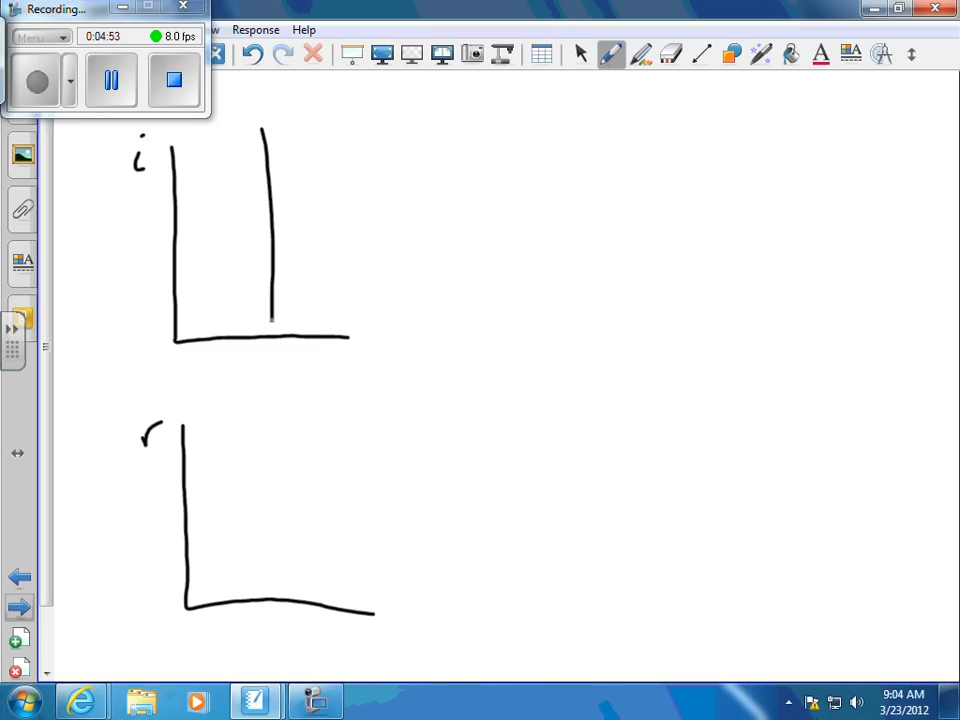 Recording...
Menu 0:04:53 8.0 fps
Response Help
i
r
9:04 AM
3/23/2012